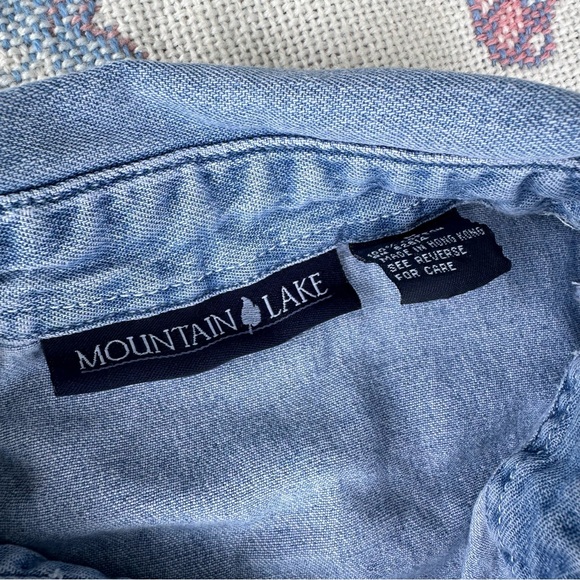 MOUNTAIN LAKE
MADE IN HONG KONG
SEE REVERSE
FOR CARE